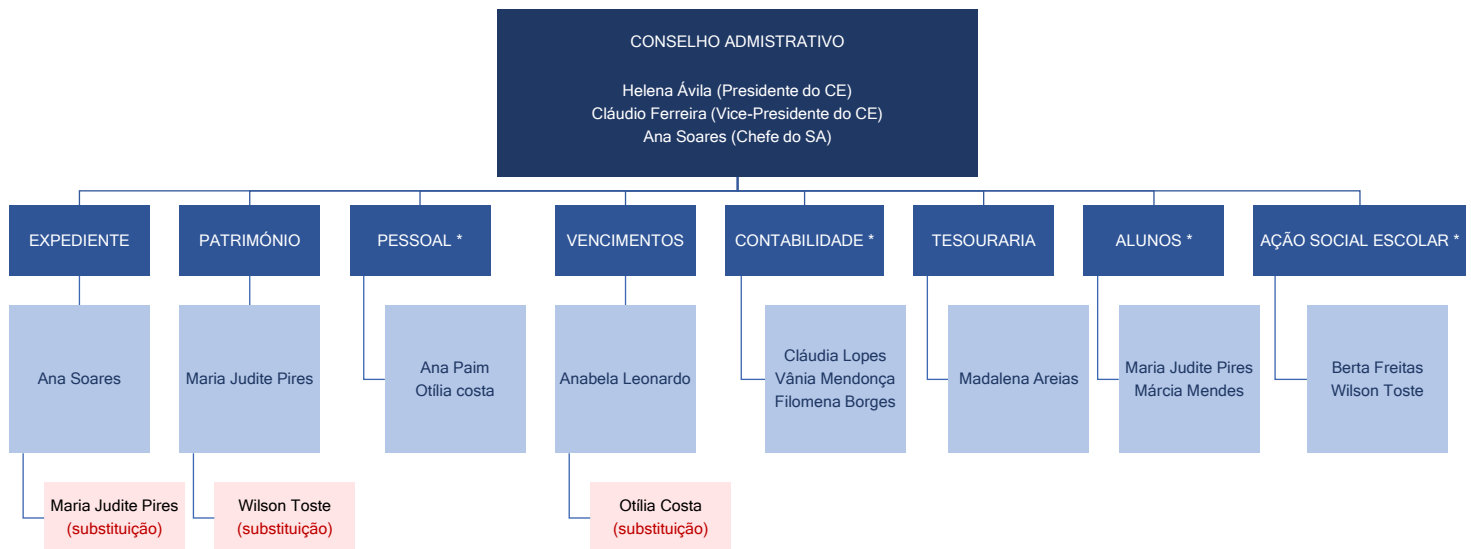 CONSELHO ADMISTRATIVO
Helena Ávila (Presidente do CE)
Cláudio Ferreira (Vice-Presidente do CE)
Ana Soares (Chefe do SA)
EXPEDIENTE
PATRIMÓNIO
PESSOAL *
VENCIMENTOS
CONTABILIDADE *
TESOURARIA
ALUNOS *
AÇÃO SOCIAL ESCOLAR *
Ana Soares
Maria Judite Pires
Ana Paim
Otília costa
Anabela Leonardo
Cláudia Lopes
Vânia Mendonça
Filomena Borges
Madalena Areias
Maria Judite Pires
Márcia Mendes
Berta Freitas
Wilson Toste
Maria Judite Pires
(substituição)
Wilson Toste
(substituição)
Otília Costa
(substituição)